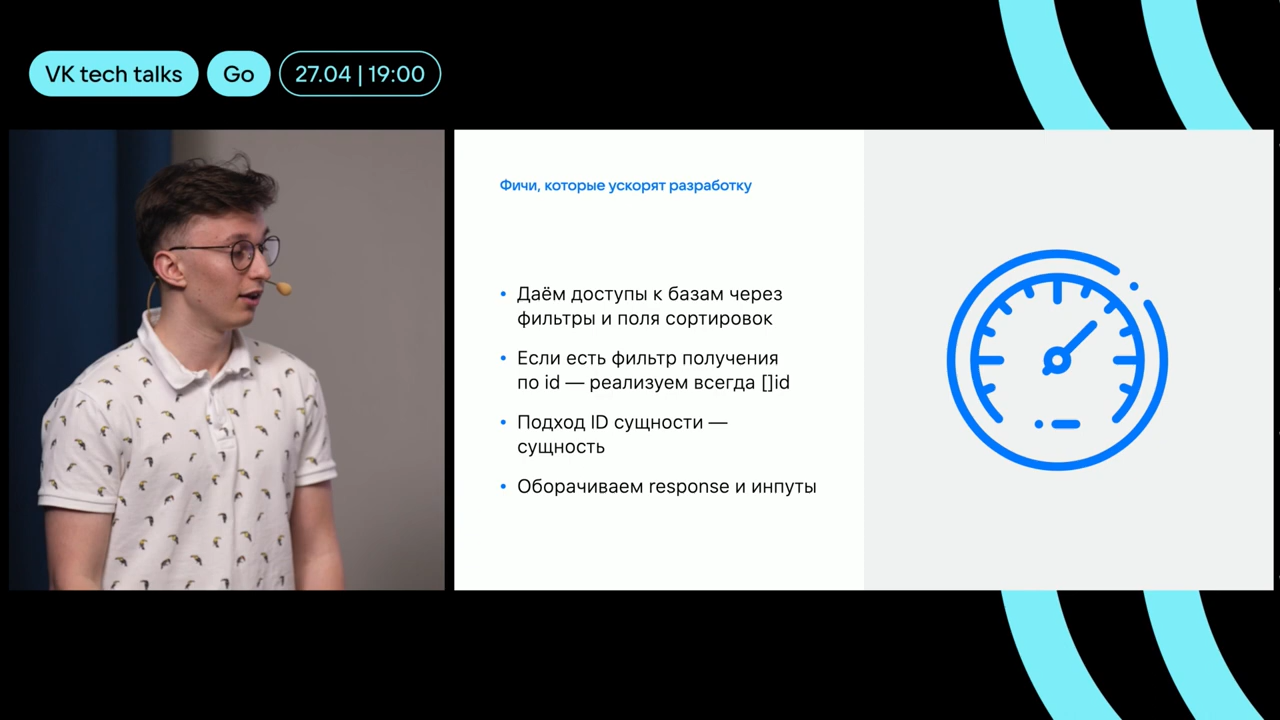 VK tech talks
Go
27.04 | 19:00
Фичи, которые ускорят разработку
• Даём доступы к базам через
фильтры и поля сортировок
• Если есть фильтр получения
по id — реализуем всегда []id
• Подход ID сущности —
сущность
• Оборачиваем response и инпуты